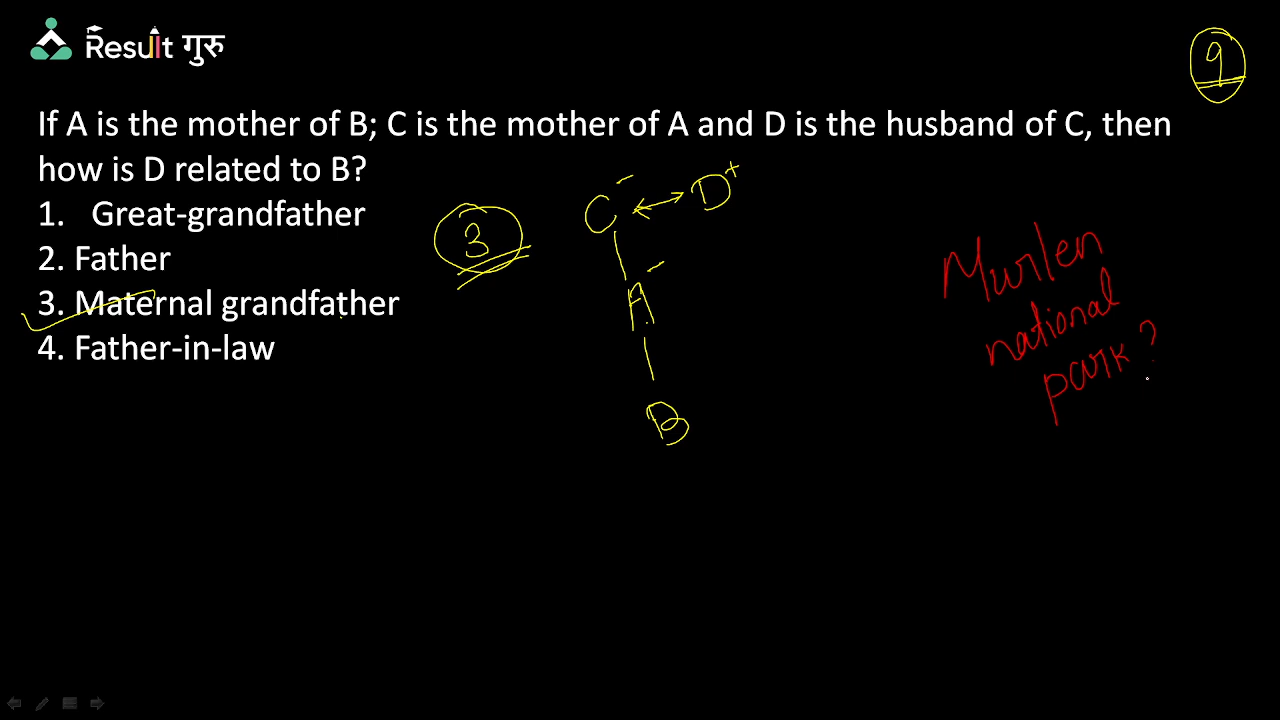 Result गुरु
9
If A is the mother of B; C is the mother of A and D is the husband of C, then
how is D related to B?
1. Great-grandfather
2. Father
3. Maternal grandfather
4. Father-in-law
3
C - ↔ D +
A -
B
Murlen
national
park?